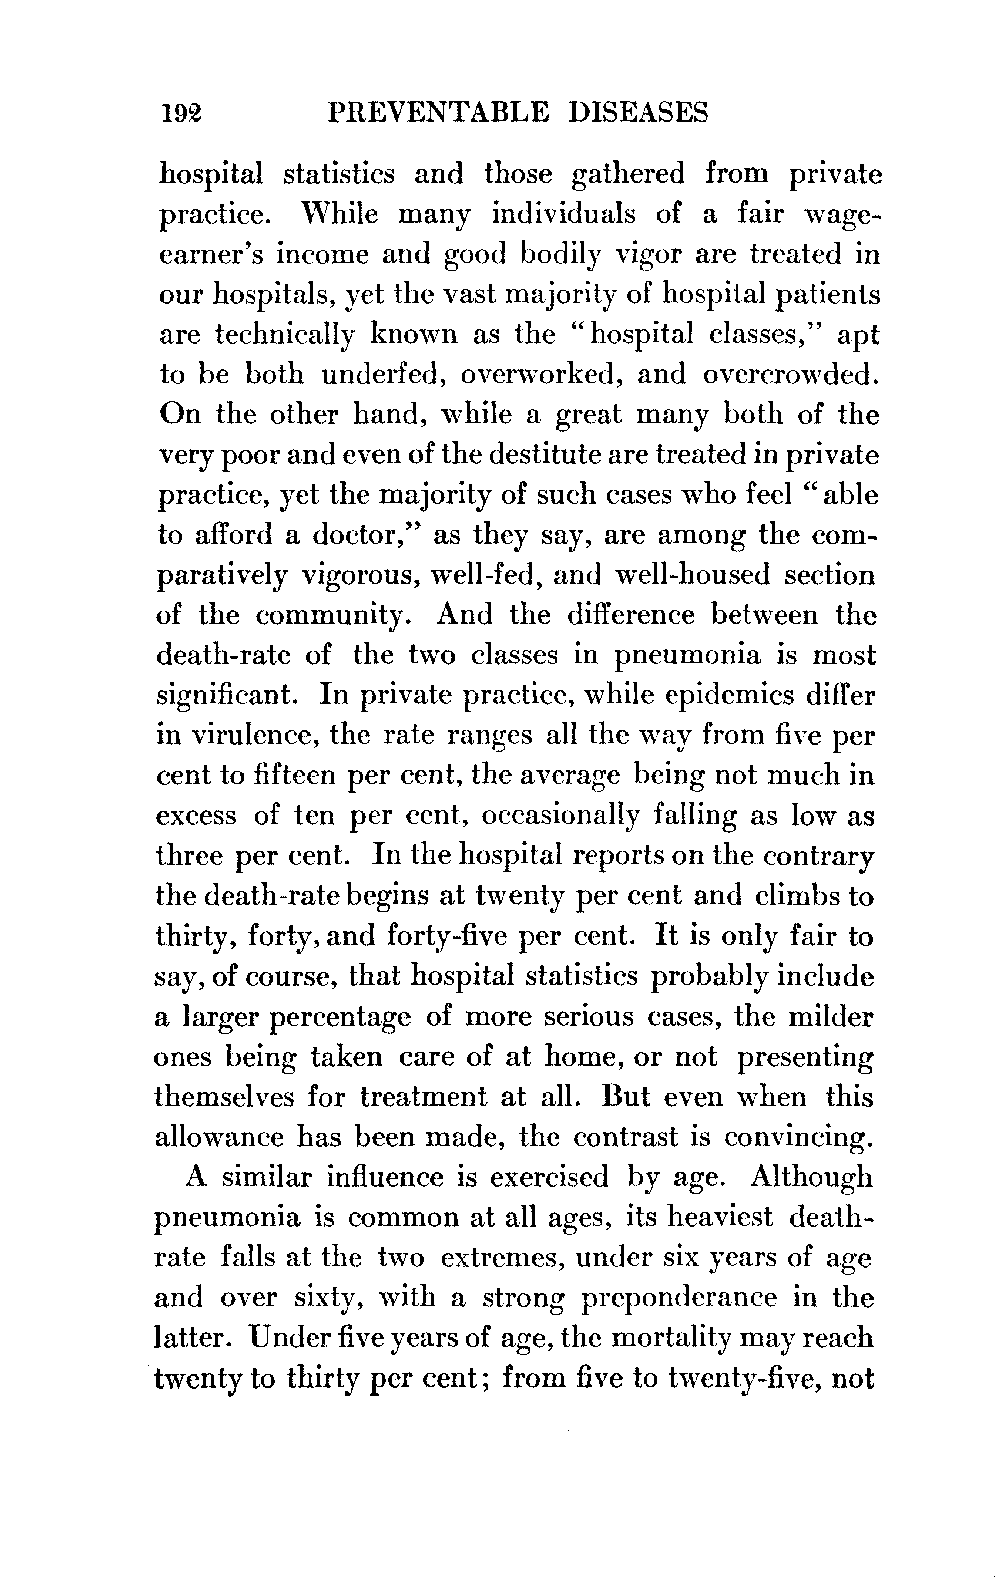 192 PREVENTABLE DISEASES
hospital statistics and those gathered from private
practice. While many individuals of a fair wage-
earner's income and good bodily vigor are treated in
our hospitals, yet the vast majority of hospital patients
are technically known as the "hospital classes," apt
to be both underfed, overworked, and overcrowded.
On the other hand, while a great many both of the
very poor and even of the destitute are treated in private
practice, yet the majority of such cases who feel "able
to afford a doctor," as they say, are among the com-
paratively vigorous, well-fed, and well-housed section
of the community. And the difference between the
death-rate of the two classes in pneumonia is most
significant. In private practice, while epidemics differ
in virulence, the rate ranges all the way from five per
cent to fifteen per cent, the average being not much in
excess of ten per cent, occasionally falling as low as
three per cent. In the hospital reports on the contrary
the death-rate begins at twenty per cent and climbs to
thirty, forty, and forty-five per cent. It is only fair to
say, of course, that hospital statistics probably include
a larger percentage of more serious cases, the milder
ones being taken care of at home, or not presenting
themselves for treatment at all. But even when this
allowance has been made, the contrast is convincing.
A similar influence is exercised by age. Although
pneumonia is common at all ages, its heaviest death-
rate falls at the two extremes, under six years of age
and over sixty, with a strong preponderance in the
latter. Under five years of age, the mortality may reach
twenty to thirty per cent; from five to twenty-five, not